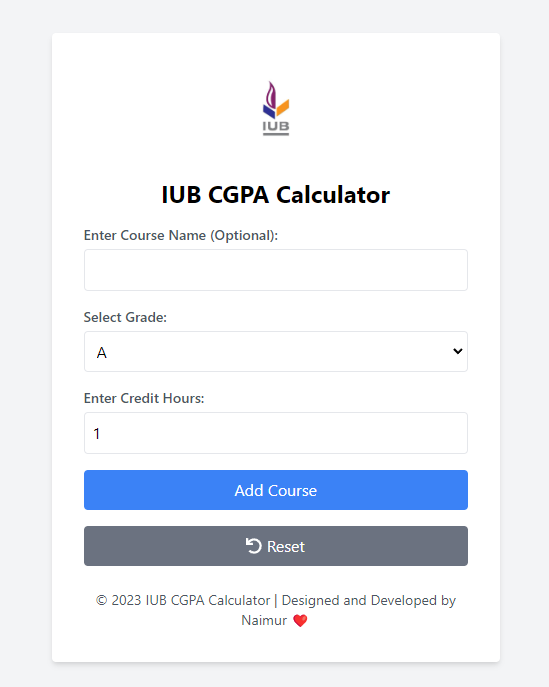 IUB
IUB CGPA Calculator
Enter Course Name (Optional):
Select Grade:
A
Enter Credit Hours:
1
Add Course
Reset
© 2023 IUB CGPA Calculator | Designed and Developed by
Naimur ❤️